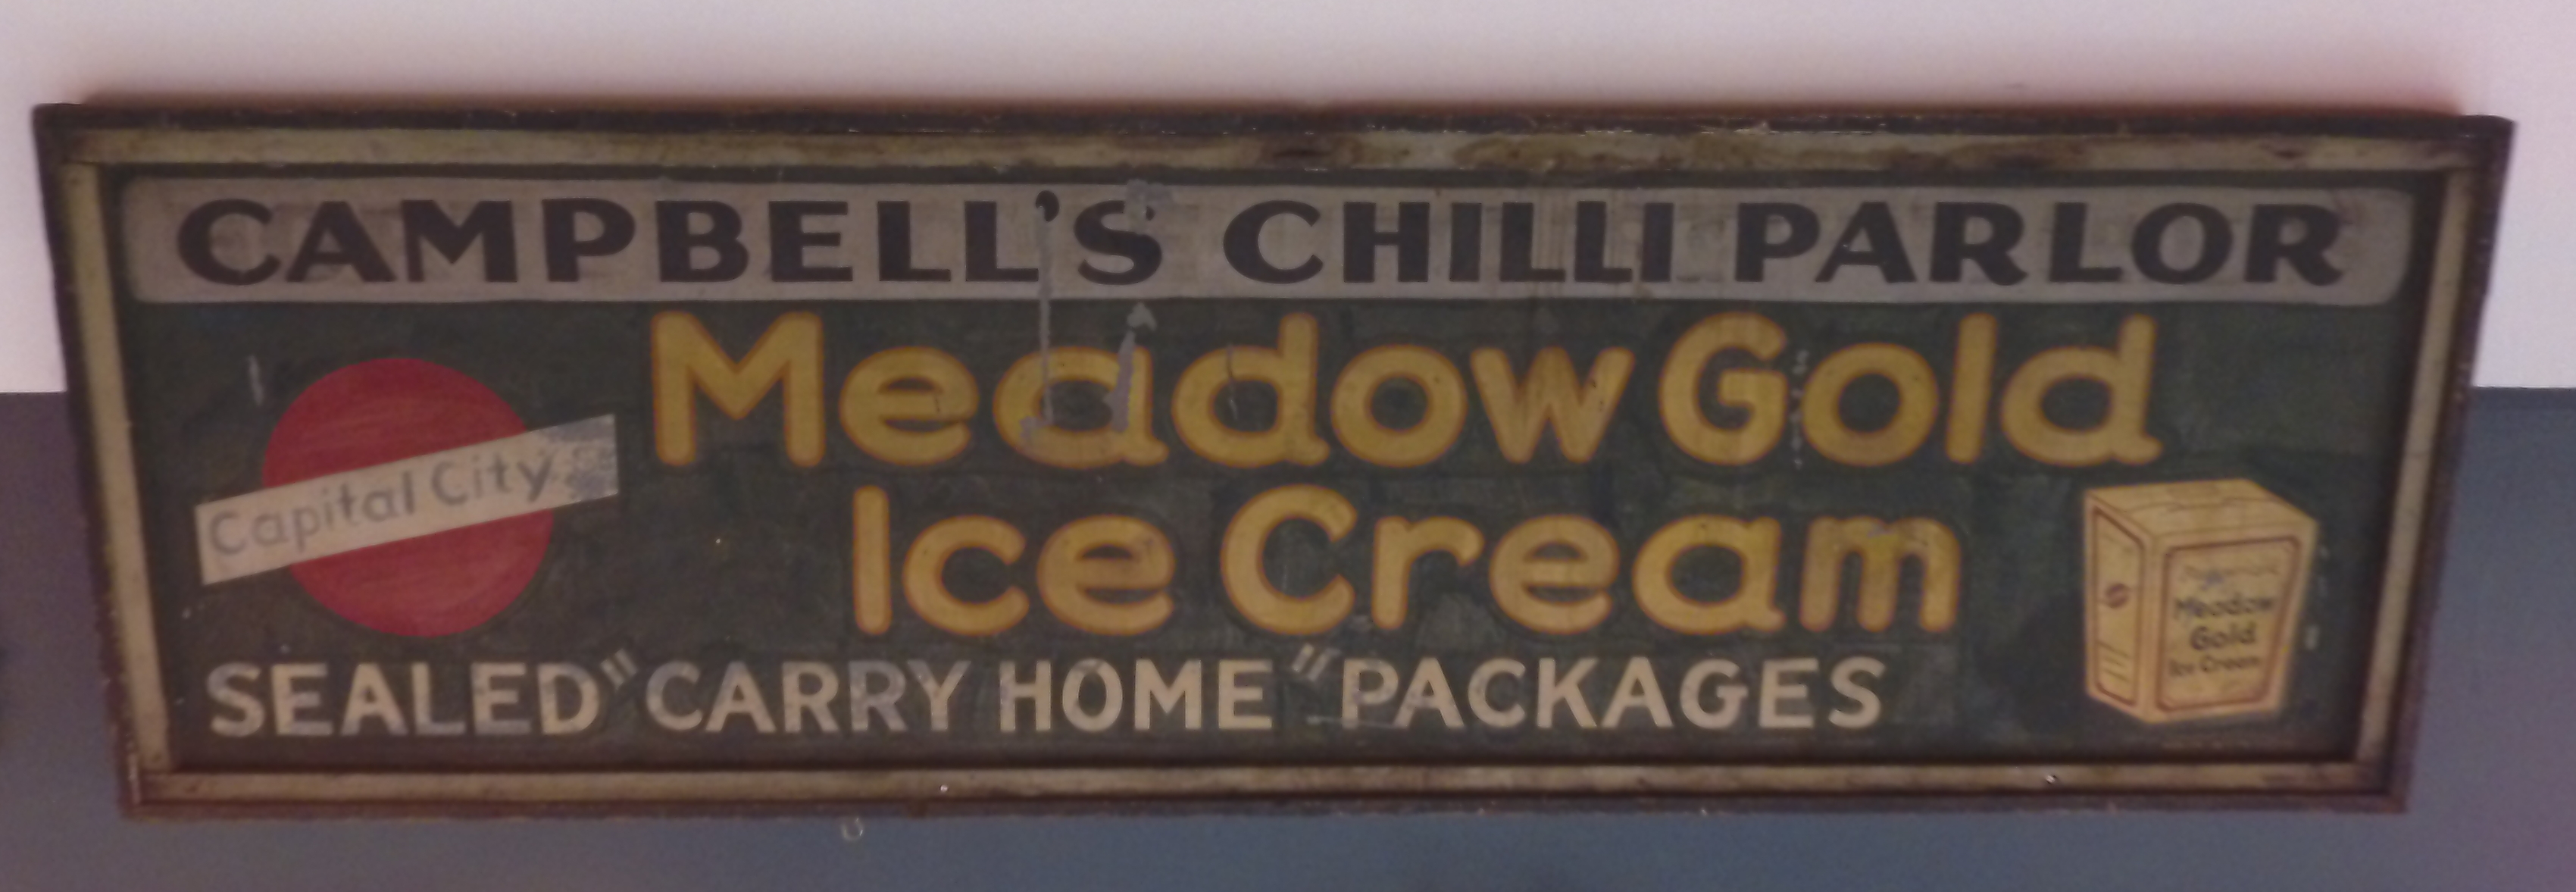 CAMPBELL'S CHILLI PARLOR
Meadow Gold
Capital City
Ice Cream
SEALED "CARRY HOME" PACKAGES
Meadow
Gold
Ice Cream